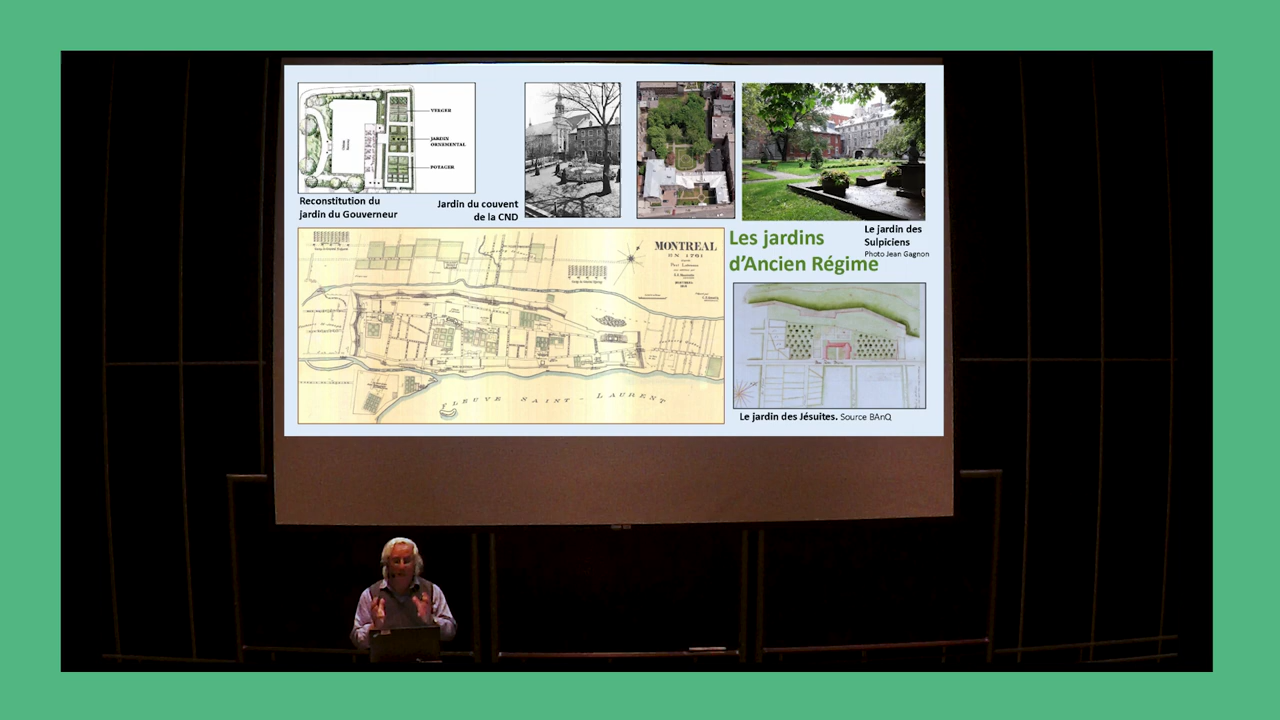 VERGER
JARDIN
ORNEMENTAL
POTAGER
Reconstitution du
jardin du Gouverneur
Jardin du couvent
de la CND
Le jardin des
Sulpiciens
Photo Jean Gagnon
Les jardins
d'Ancien Régime
MONTREAL
EN 1761
FLEUVE SAINT - LAURENT
Le jardin des Jésuites. Source BAnQ